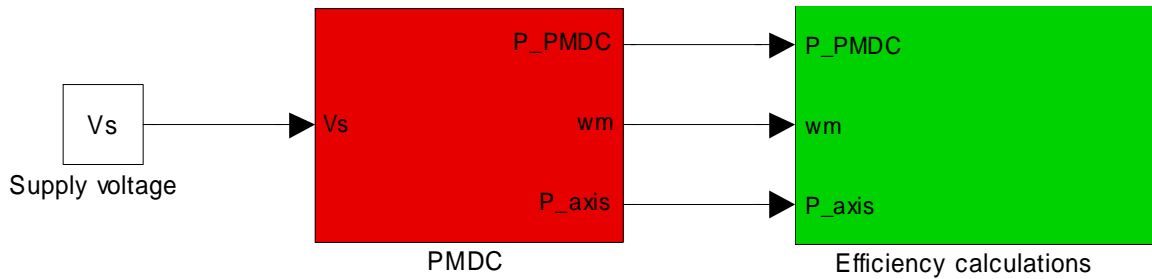 P_PMDC
P_PMDC
Vs
Vs
wm
wm
Supply voltage
P_axis
P_axis
PMDC
Efficiency calculations